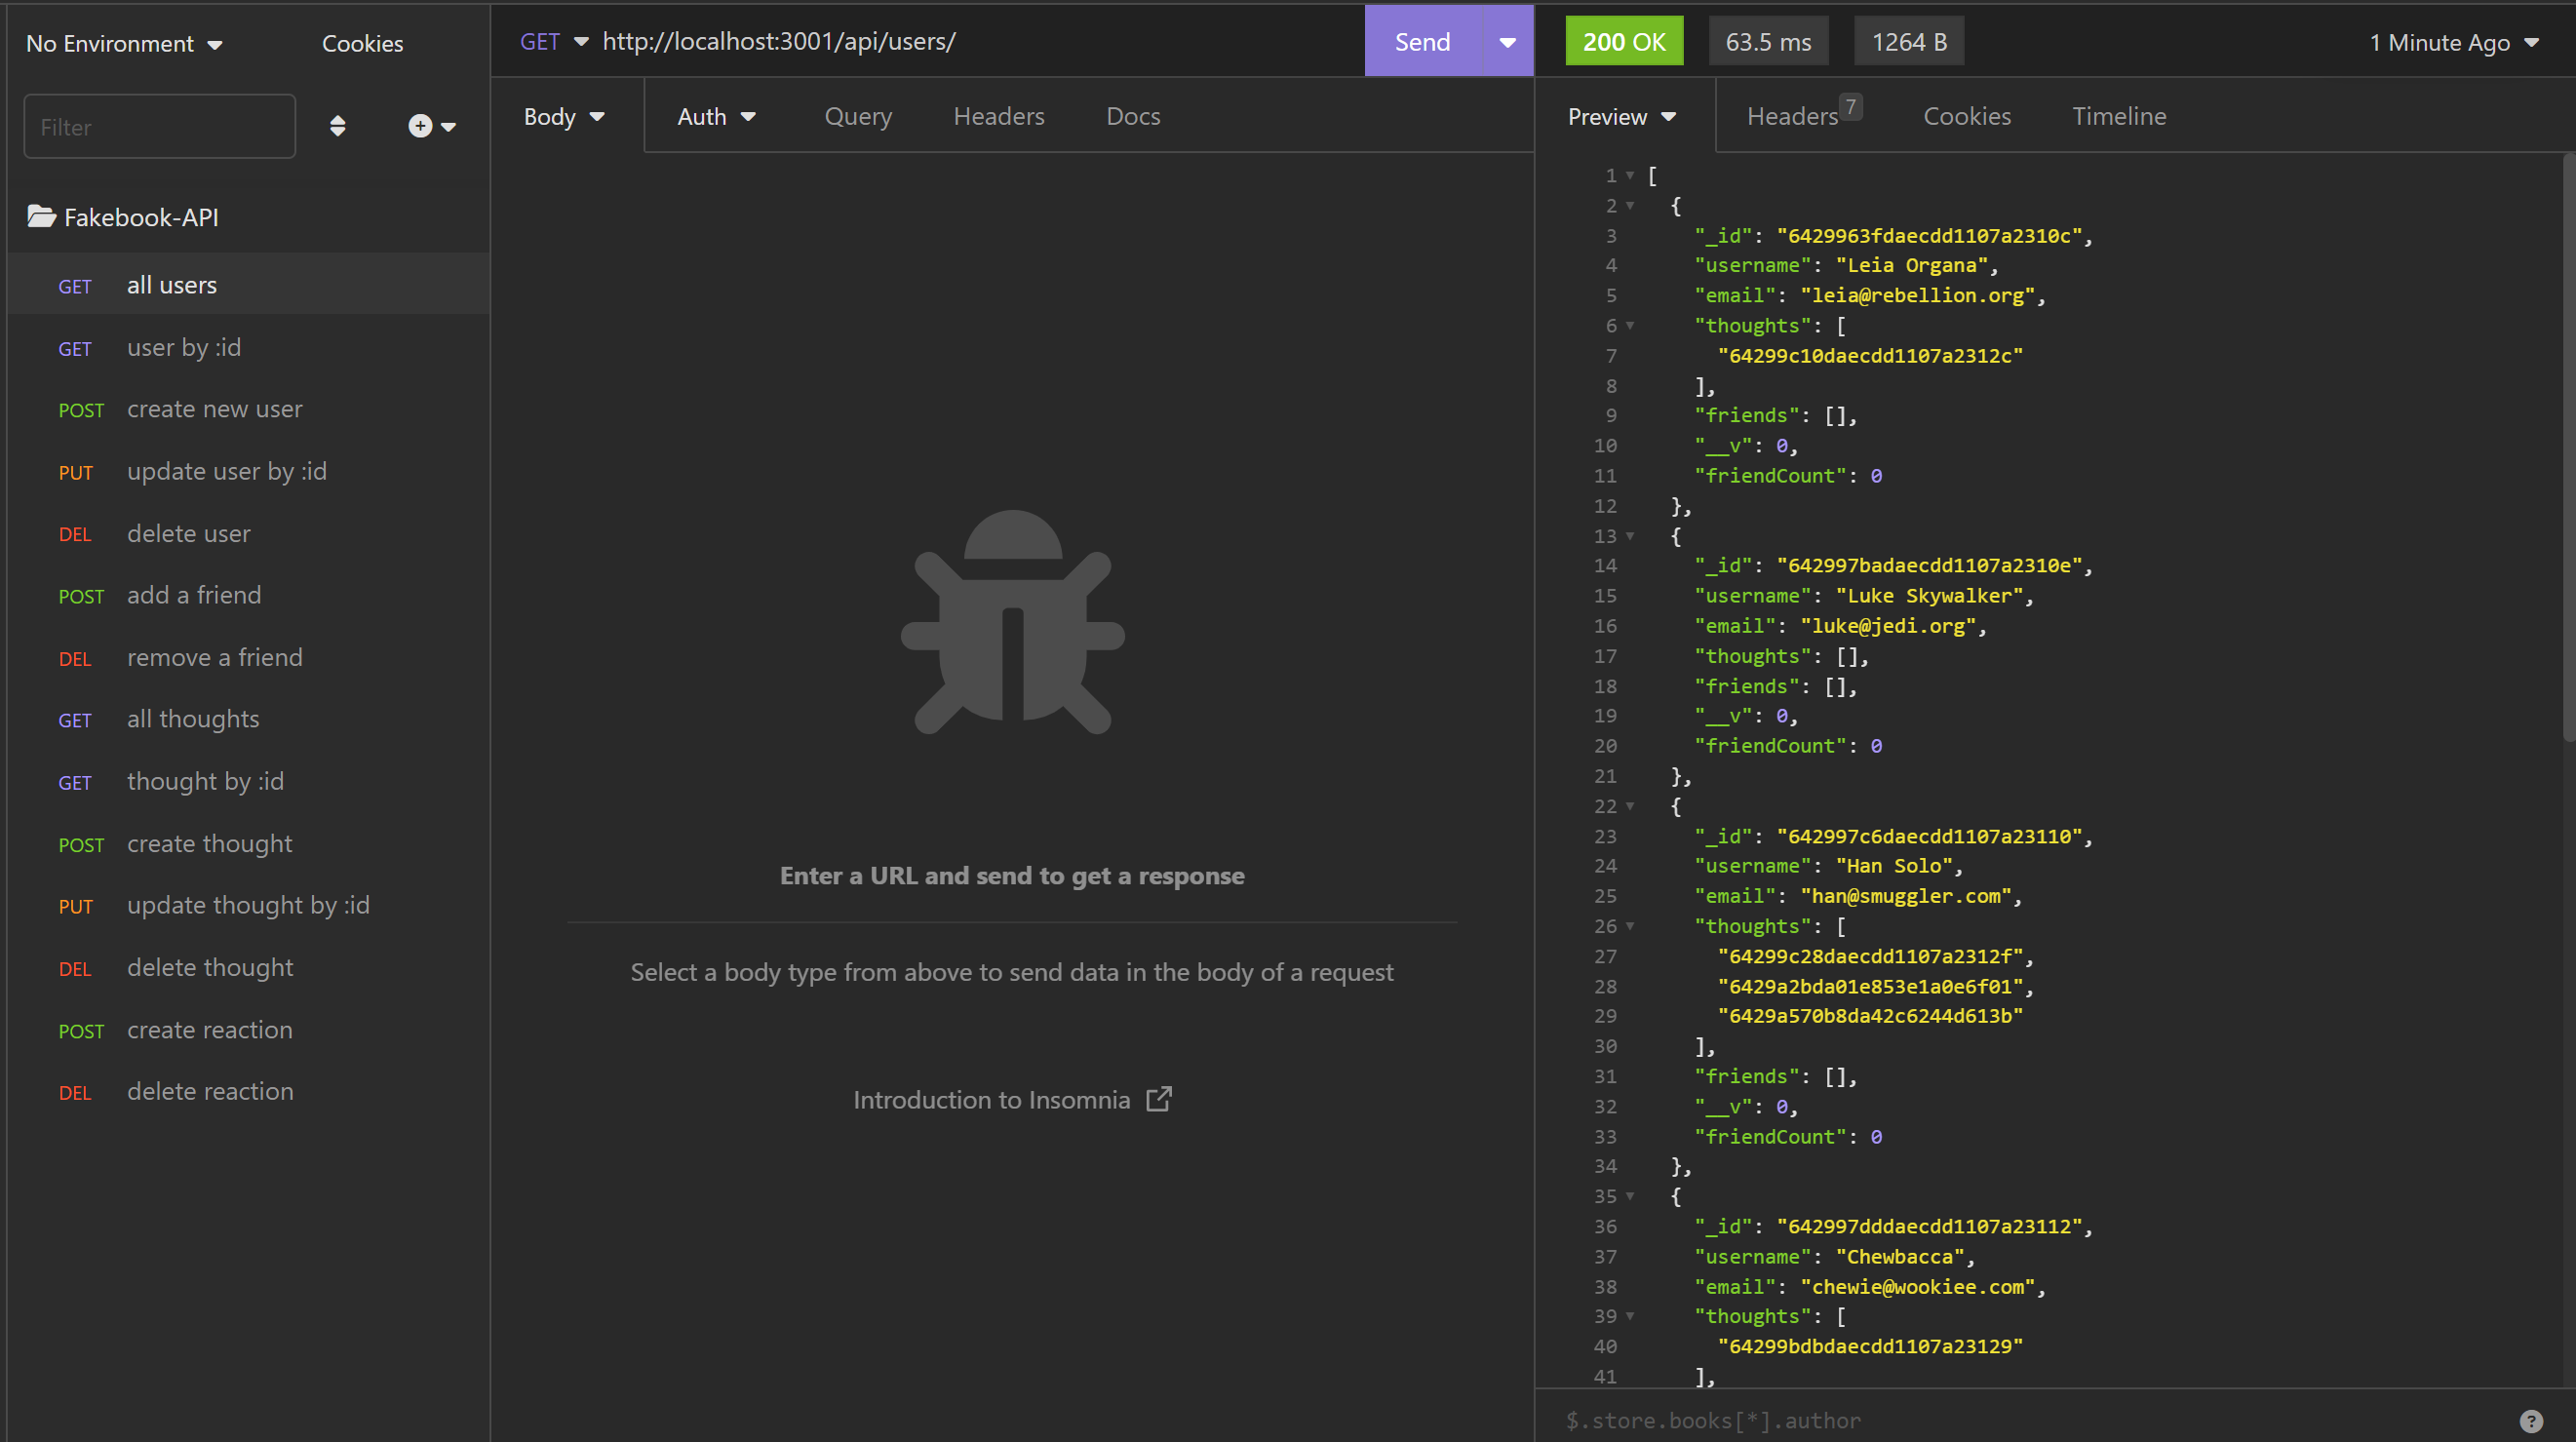 No Environment Cookies
Filter
Fakebook-API
GET all users
GET user by :id
POST create new user
PUT update user by :id
DEL delete user
POST add a friend
DEL remove a friend
GET all thoughts
GET thought by :id
POST create thought
PUT update thought by :id
DEL delete thought
POST create reaction
DEL delete reaction
GET http://localhost:3001/api/users/ Send
Body Auth Query Headers Docs
Enter a URL and send to get a response
Select a body type from above to send data in the body of a request
Introduction to Insomnia
200 OK 63.5 ms 1264 B 1 Minute Ago
Preview Headers 7 Cookies Timeline
1 [
2 {
3 "_id": "6429963fdaecdd1107a2310c",
4 "username": "Leia Organa",
5 "email": "leia@rebellion.org",
6 "thoughts": [
7 "64299c10daecdd1107a2312c"
8 ],
9 "friends": [],
10 "__v": 0,
11 "friendCount": 0
12 },
13 {
14 "_id": "642997badaecdd1107a2310e",
15 "username": "Luke Skywalker",
16 "email": "luke@jedi.org",
17 "thoughts": [],
18 "friends": [],
19 "__v": 0,
20 "friendCount": 0
21 },
22 {
23 "_id": "642997c6daecdd1107a23110",
24 "username": "Han Solo",
25 "email": "han@smuggler.com",
26 "thoughts": [
27 "64299c28daecdd1107a2312f",
28 "6429a2bda01e853e1a0e6f01",
29 "6429a570b8da42c6244d613b"
30 ],
31 "friends": [],
32 "__v": 0,
33 "friendCount": 0
34 },
35 {
36 "_id": "642997dddaecdd1107a23112",
37 "username": "Chewbacca",
38 "email": "chewie@wookiee.com",
39 "thoughts": [
40 "64299bdbdaecdd1107a23129"
41 ],
$.store.books[*].author ?